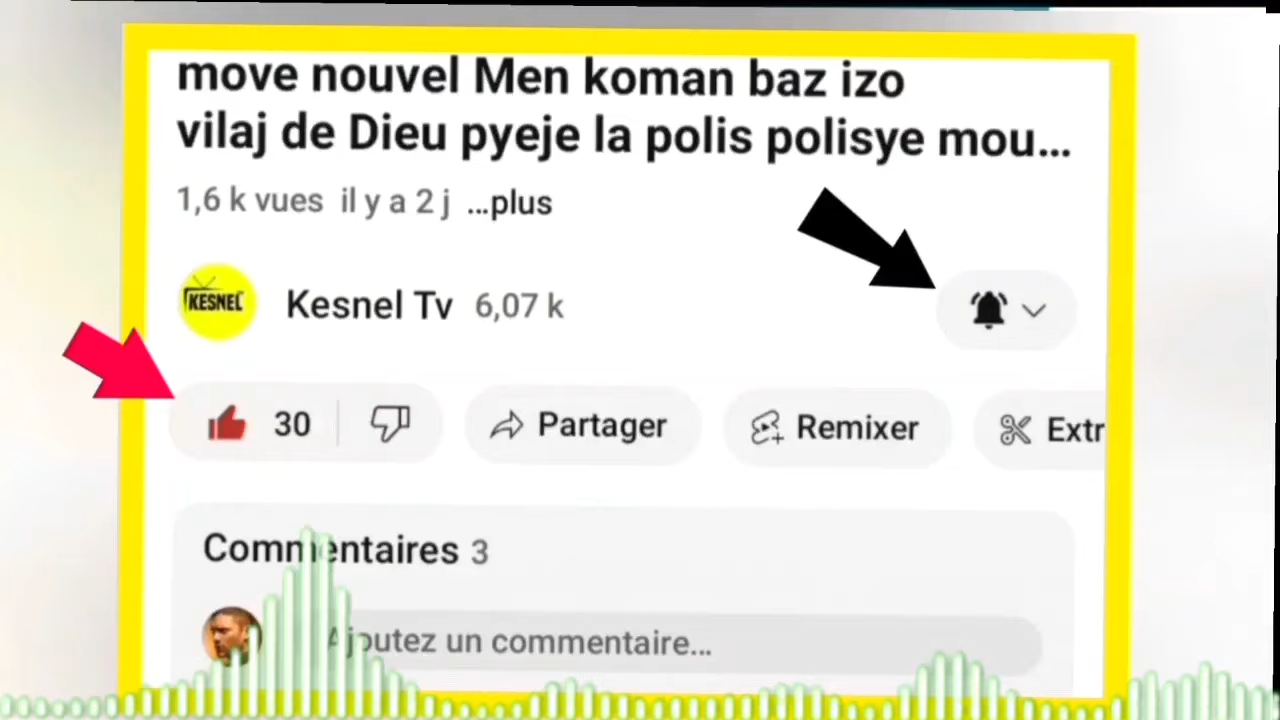 move nouvel Men koman baz izo
vilaj de Dieu pyeje la polis polisye mou...
1,6 k vues il y a 2 j ...plus
KESNEL
Kesnel Tv 6,07 k
30
Partager
Remixer
Extr
Commentaires 3
Ajoutez un commentaire...